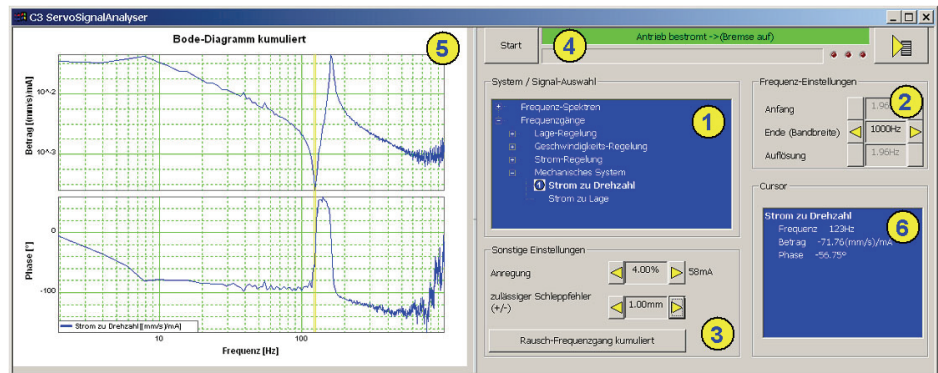 C3 ServoSignalAnalyser
Bode-Diagramm kumuliert
5
Betrag [(mm/s)/mA]
10^-2
10^-3
Phase [°]
0
-100
Strom zu Drehzahl[(mm/s)/mA]
10
100
Frequenz [Hz]
Start
4
Antrieb bestromt ->(Bremse auf)
System / Signal-Auswahl
1
Frequenz-Spektren
Frequenzgänge
Lage-Regelung
Geschwindigkeits-Regelung
Strom-Regelung
Mechanisches System
1 Strom zu Drehzahl
Strom zu Lage
Frequenz-Einstellungen
2
Anfang
Ende (Bandbreite) 1000Hz
Auflösung 1.96Hz
Sonstige Einstellungen
Anregung 4.00% 58mA
zulässiger Schleppfehler
(+/-) 1.00mm
Rausch-Frequenzgang kumuliert
3
Cursor
6
Strom zu Drehzahl
Frequenz 123Hz
Betrag -71.76(mm/s)/mA
Phase -56.75°